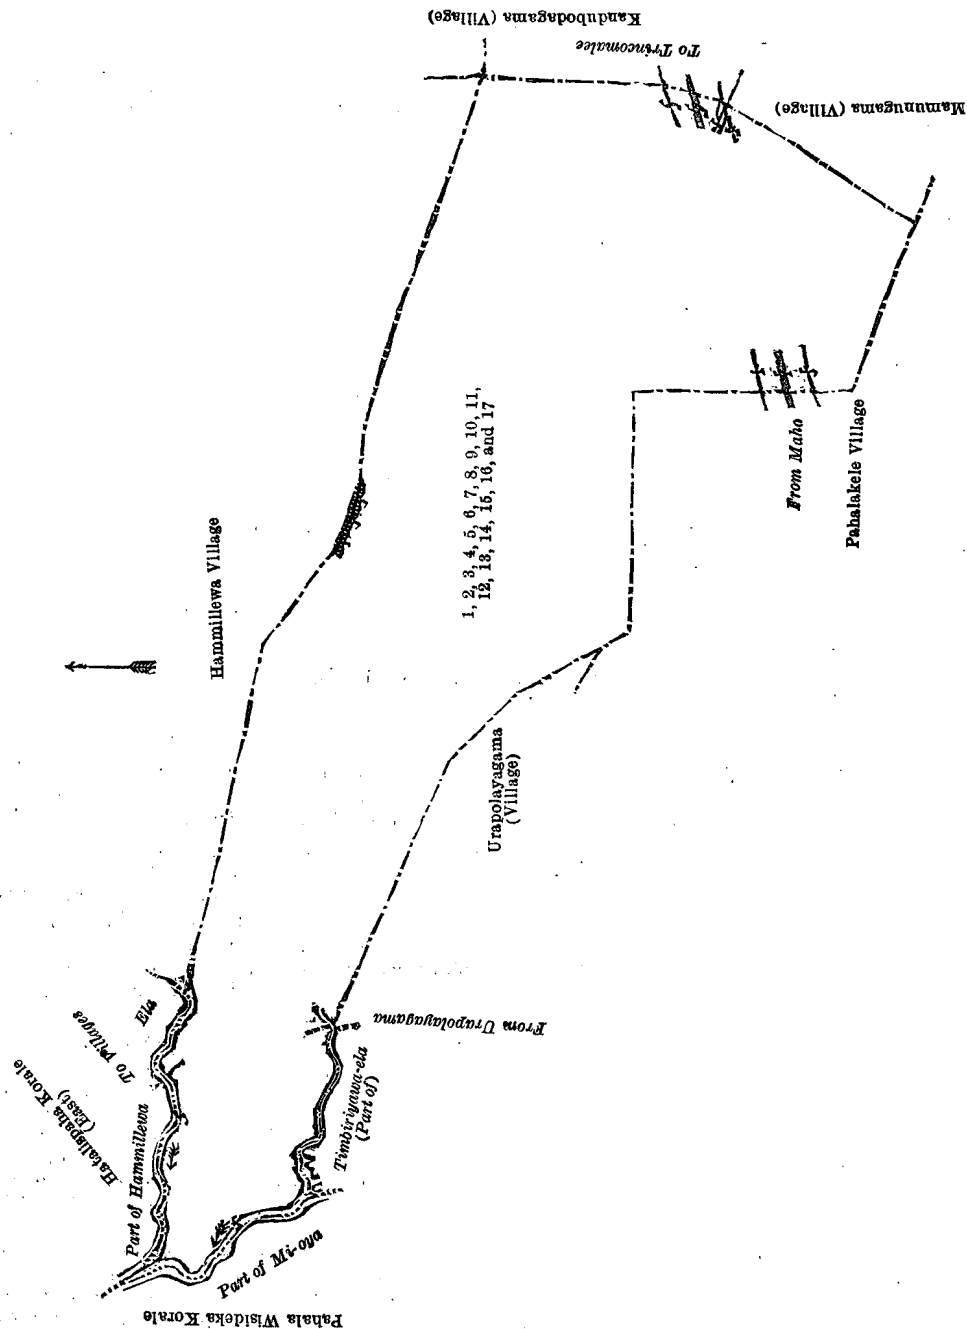 Kandubodagama (Village)
To Trincomalee
Mamunugama (Village)
Hammillewa Village
1, 2, 3, 4, 5, 6, 7, 8, 9, 10, 11,
12, 13, 14, 15, 16, and 17
From Maho
Pahalakele Village
Urapolayagama
(Village)
Ela
To villages
Hatalispaha Korale
(East)
Part of Hammillewa
From Urapolayagama
Timbiriyawa-ela
(Part of)
Part of Mi-oya
Pahala Wisideka Korale